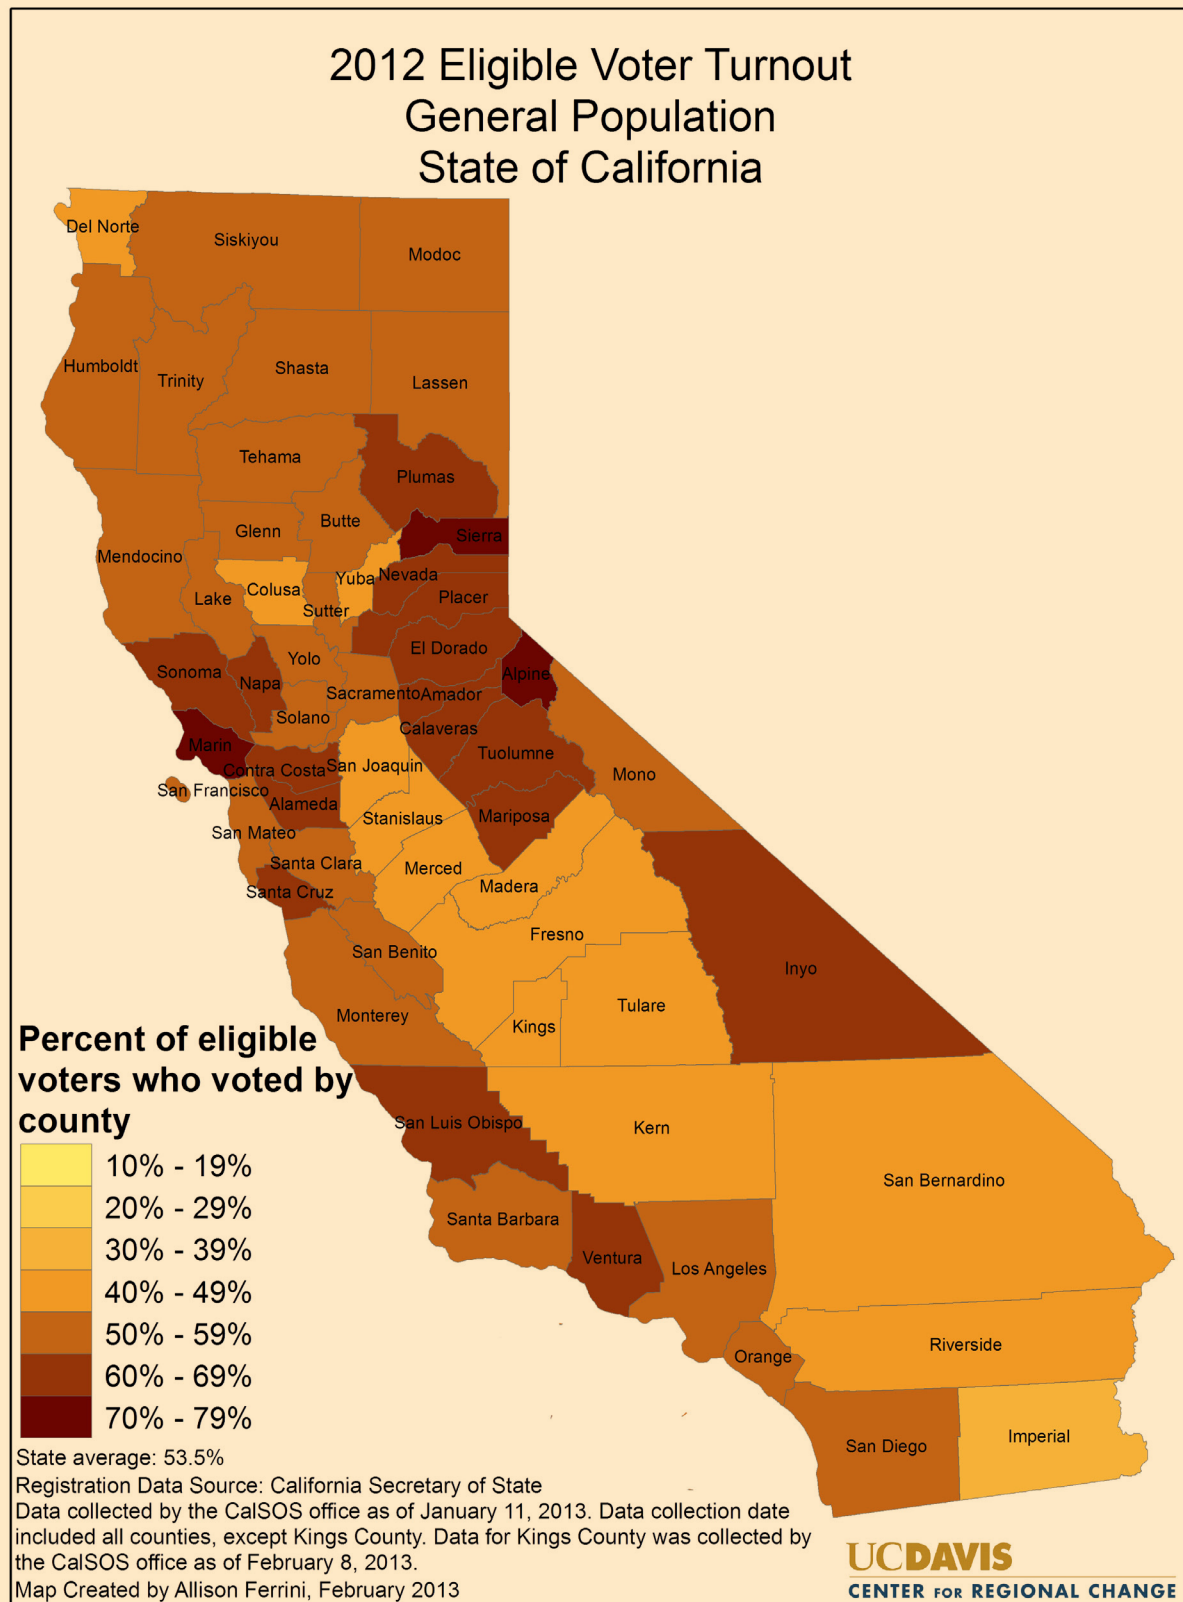 2012 Eligible Voter Turnout
General Population
State of California
Del Norte
Siskiyou
Modoc
Humboldt
Trinity
Shasta
Lassen
Tehama
Plumas
Glenn
Butte
Sierra
Mendocino
Lake
Colusa
Sutter
Yuba
Nevada
Placer
El Dorado
Alpine
Sonoma
Napa
Yolo
Sacramento
Amador
Solano
Calaveras
Marin
Contra Costa
San Joaquin
Tuolumne
Mono
San Francisco
Alameda
Stanislaus
Mariposa
San Mateo
Santa Clara
Merced
Madera
Santa Cruz
San Benito
Fresno
Inyo
Monterey
Kings
Tulare
San Luis Obispo
Kern
San Bernardino
Santa Barbara
Ventura
Los Angeles
Orange
Riverside
San Diego
Imperial
Percent of eligible
voters who voted by
county
10% - 19%
20% - 29%
30% - 39%
40% - 49%
50% - 59%
60% - 69%
70% - 79%
State average: 53.5%
Registration Data Source: California Secretary of State
Data collected by the CalSOS office as of January 11, 2013. Data collection date
included all counties, except Kings County. Data for Kings County was collected by
the CalSOS office as of February 8, 2013.
Map Created by Allison Ferrini, February 2013
UCDAVIS
CENTER FOR REGIONAL CHANGE